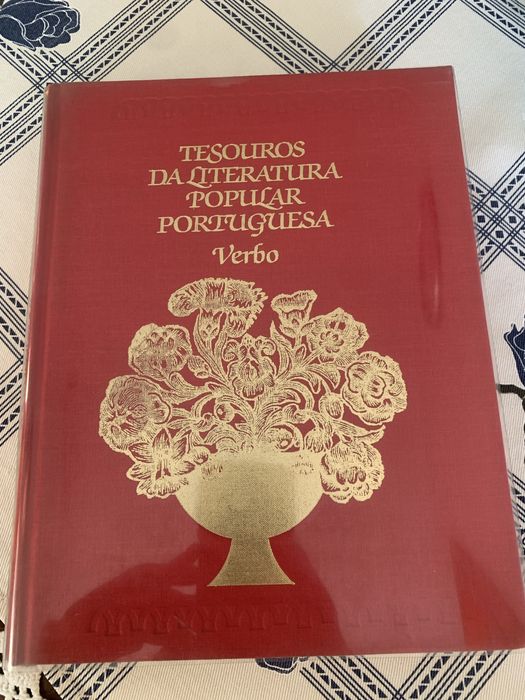 TESOUROS
DA LITERATURA
POPULAR
PORTUGUESA
Verbo